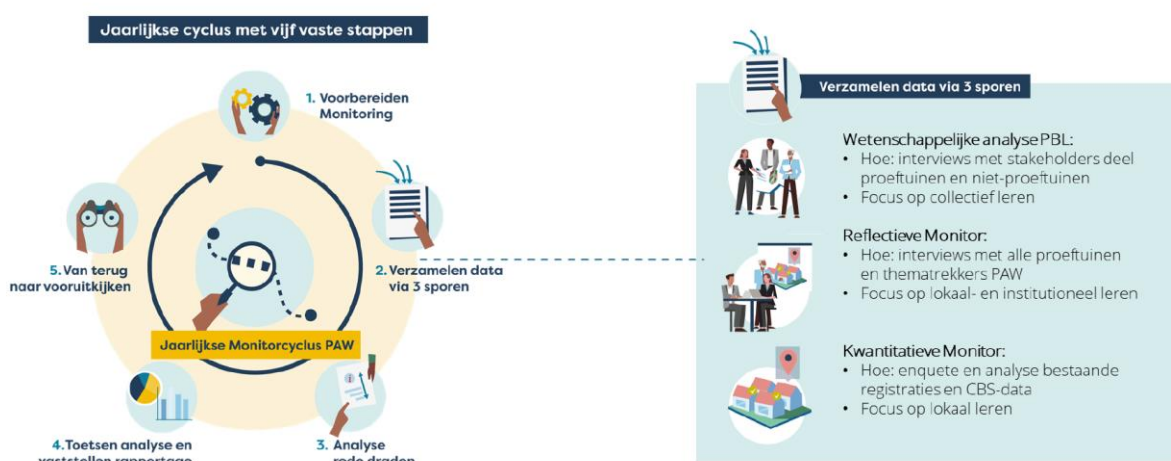 Jaarlijkse cyclus met vijf vaste stappen
1. Voorbereiden
Monitoring
2. Verzamelen data
via 3 sporen
3. Analyse
rode draden
4. Toetsen analyse en
vaststellen rapportage
5. Van terug
naar vooruitkijken
Jaarlijkse Monitorcyclus PAW
Verzamelen data via 3 sporen
Wetenschappelijke analyse PBL:
• Hoe: interviews met stakeholders deel
proeftuinen en niet-proeftuinen
• Focus op collectief leren
Reflectieve Monitor:
• Hoe: interviews met alle proeftuinen
en thematrekkers PAW
• Focus op lokaal- en institutioneel leren
Kwantitatieve Monitor:
• Hoe: enquete en analyse bestaande
registraties en CBS-data
• Focus op lokaal leren